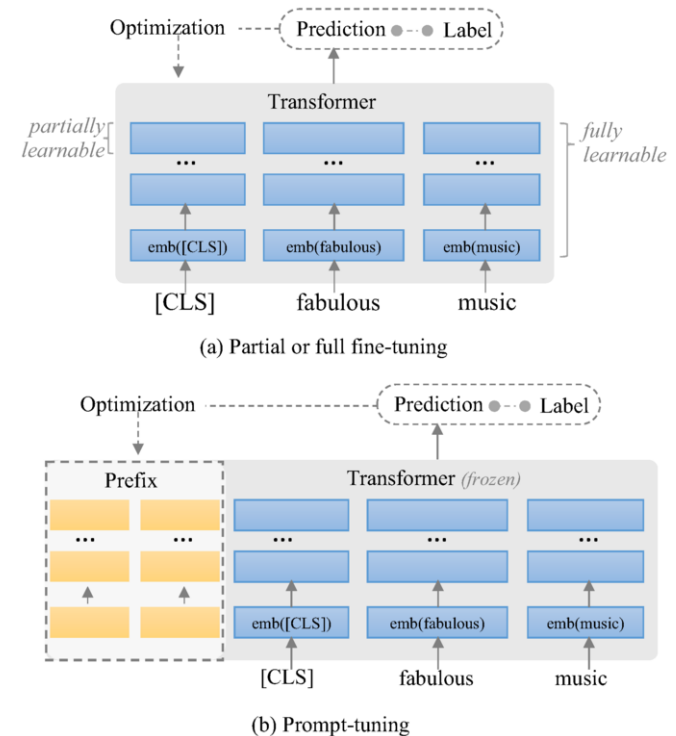 Optimization
Prediction Label
Transformer
partially
learnable
...
...
...
fully
learnable
emb([CLS])
emb(fabulous)
emb(music)
[CLS]
fabulous
music
(a) Partial or full fine-tuning
Optimization
Prediction Label
Prefix
Transformer (frozen)
...
...
...
...
...
emb([CLS])
emb(fabulous)
emb(music)
[CLS]
fabulous
music
(b) Prompt-tuning